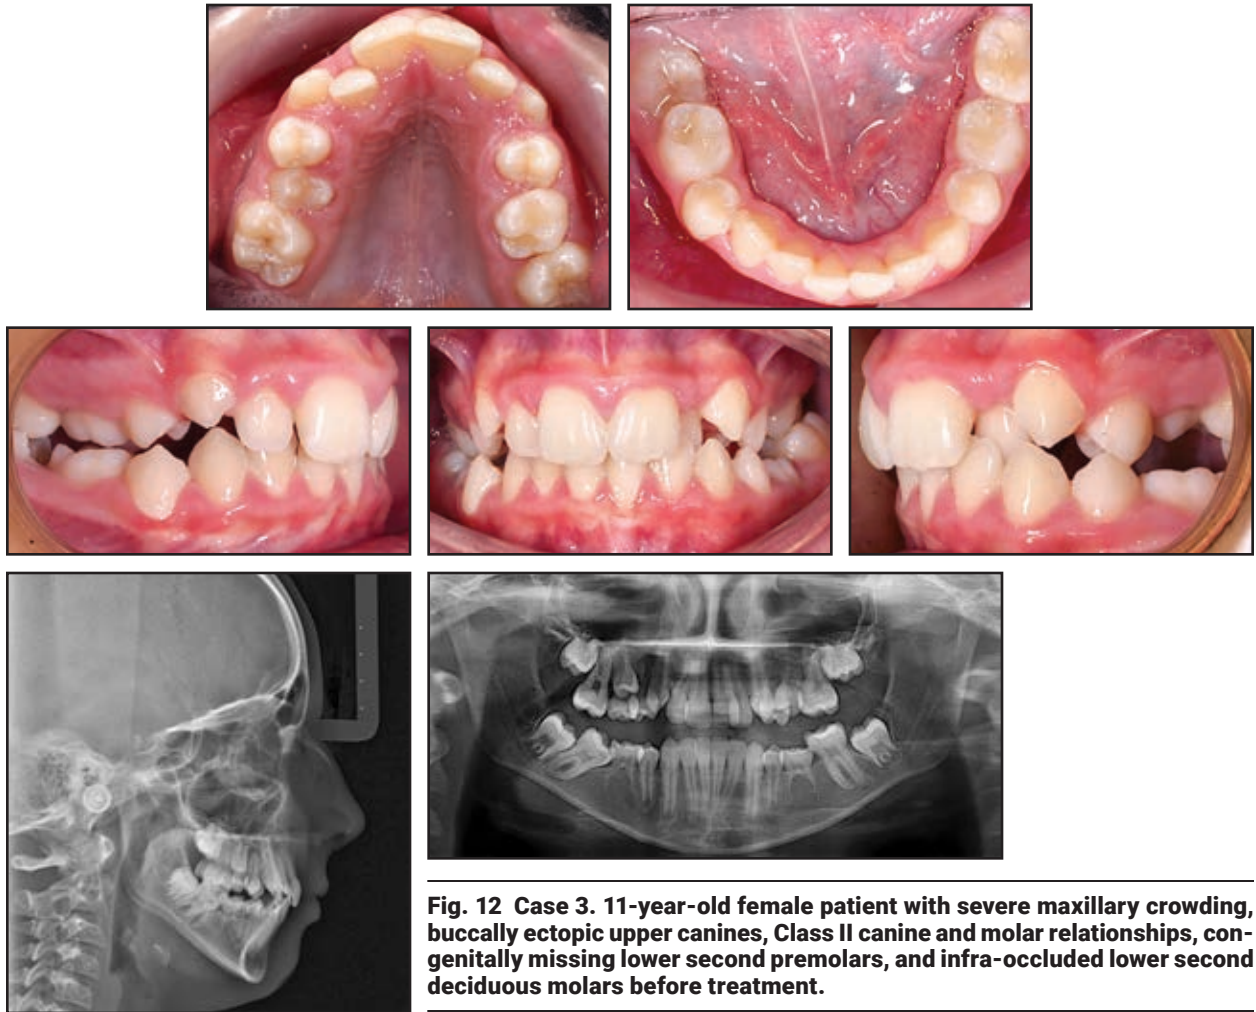 Fig. 12 Case 3. 11-year-old female patient with severe maxillary crowding,
buccally ectopic upper canines, Class II canine and molar relationships, con-
genitally missing lower second premolars, and infra-occluded lower second
deciduous molars before treatment.